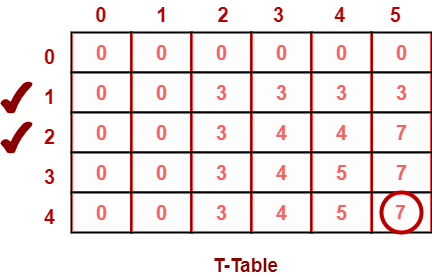 0 1 2 3 4 5
0 0 0 0 0 0 0
1 0 0 3 3 3 3
2 0 0 3 4 4 7
3 0 0 3 4 5 7
4 0 0 3 4 5 7
T-Table